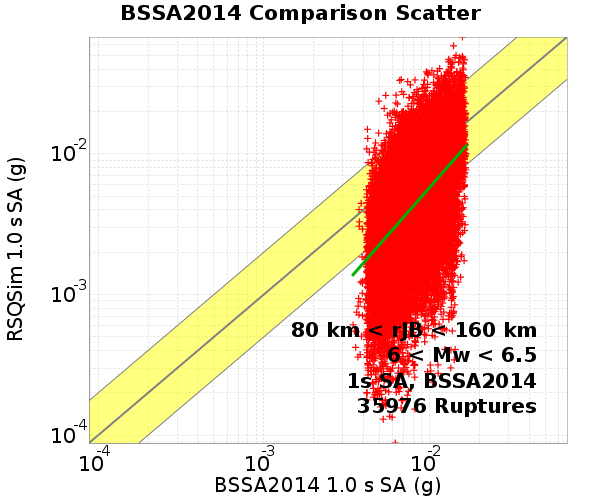 BSSA2014 Comparison Scatter
RSQSim 1.0 s SA (g)
10-2
10-3
10-4
80 km < rJB < 160 km
6 < Mw < 6.5
1s SA, BSSA2014
35976 Ruptures
10-4 10-3 10-2
BSSA2014 1.0 s SA (g)